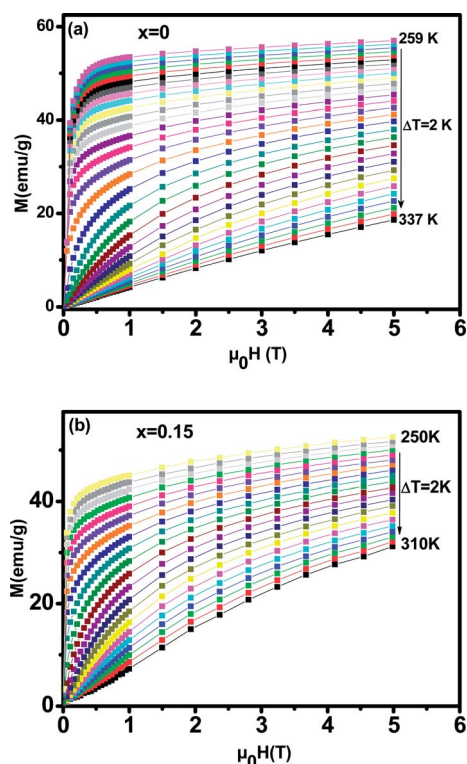 (a)
x=0
259 K
ΔT=2 K
337 K
M(emu/g)
60
40
20
0
0 1 2 3 4 5 6
μ0H (T)
(b)
x=0.15
250K
ΔT=2K
310K
M(emu/g)
40
20
0
0 1 2 3 4 5 6
μ0H(T)